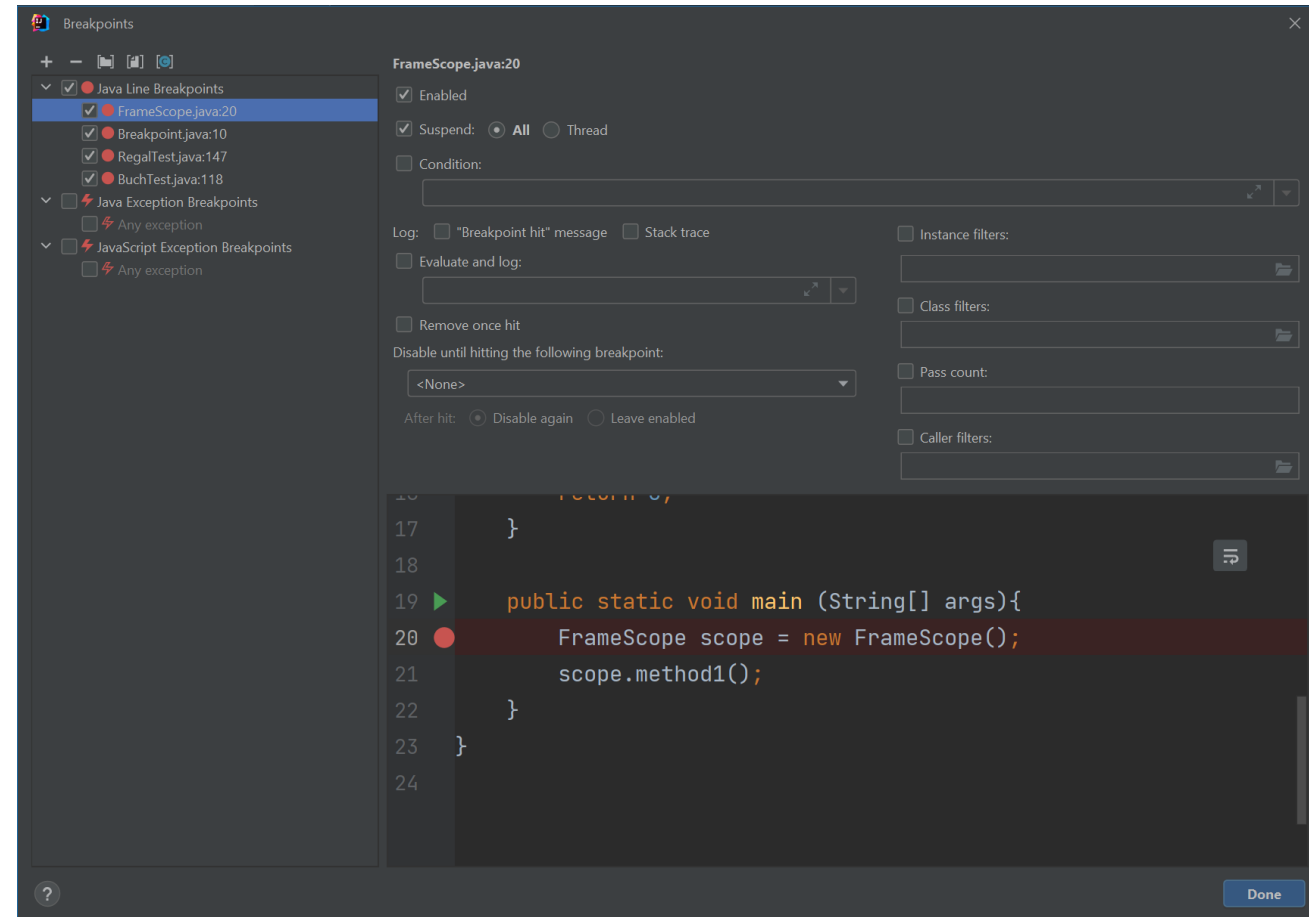 Breakpoints
FrameScope.java:20
Java Line Breakpoints
FrameScope.java:20
Breakpoint.java:10
RegalTest.java:147
BuchTest.java:118
Java Exception Breakpoints
Any exception
JavaScript Exception Breakpoints
Any exception
Enabled
Suspend: All Thread
Condition:
Log: "Breakpoint hit" message Stack trace
Evaluate and log:
Remove once hit
Disable until hitting the following breakpoint:
<None>
After hit: Disable again Leave enabled
Instance filters:
Class filters:
Pass count:
Caller filters:
17 }
18
19 public static void main (String[] args){
20 FrameScope scope = new FrameScope();
21 scope.method1();
22 }
23 }
24
?
Done